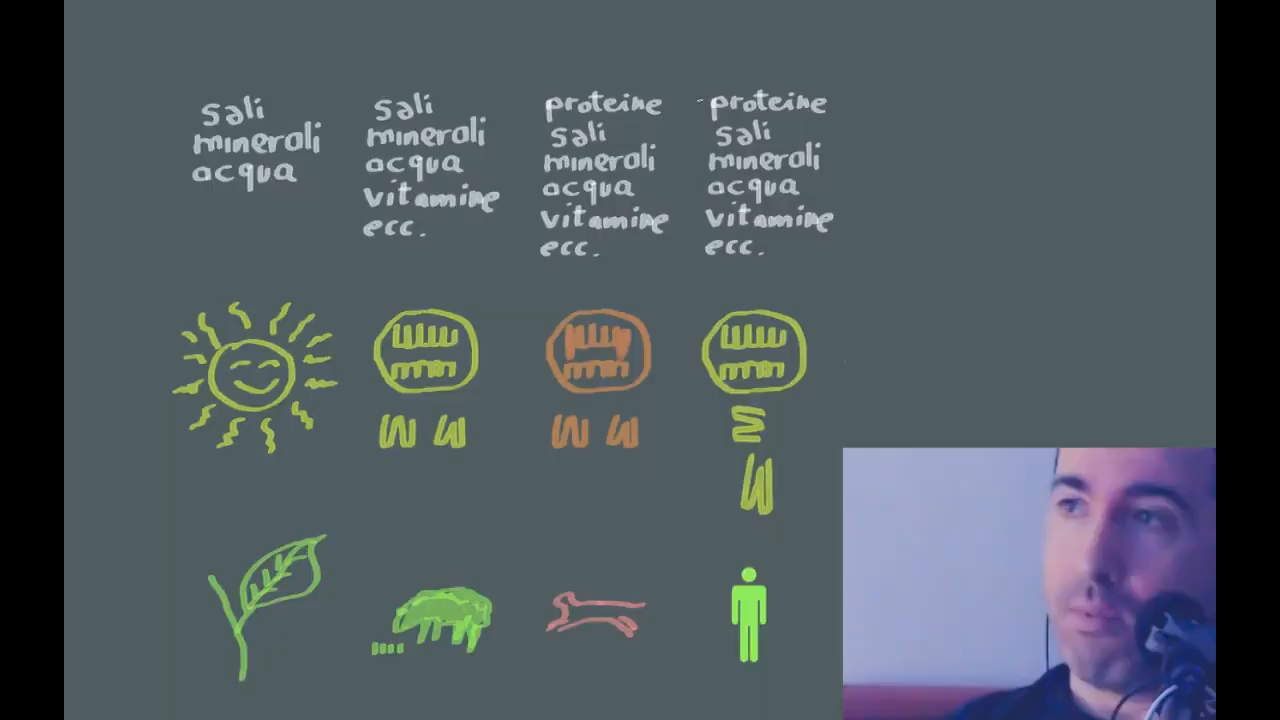 sali
minerali
acqua
sali
minerali
acqua
vitamine
ecc.
proteine
sali
minerali
acqua
vitamine
ecc.
proteine
sali
minerali
acqua
vitamine
ecc.